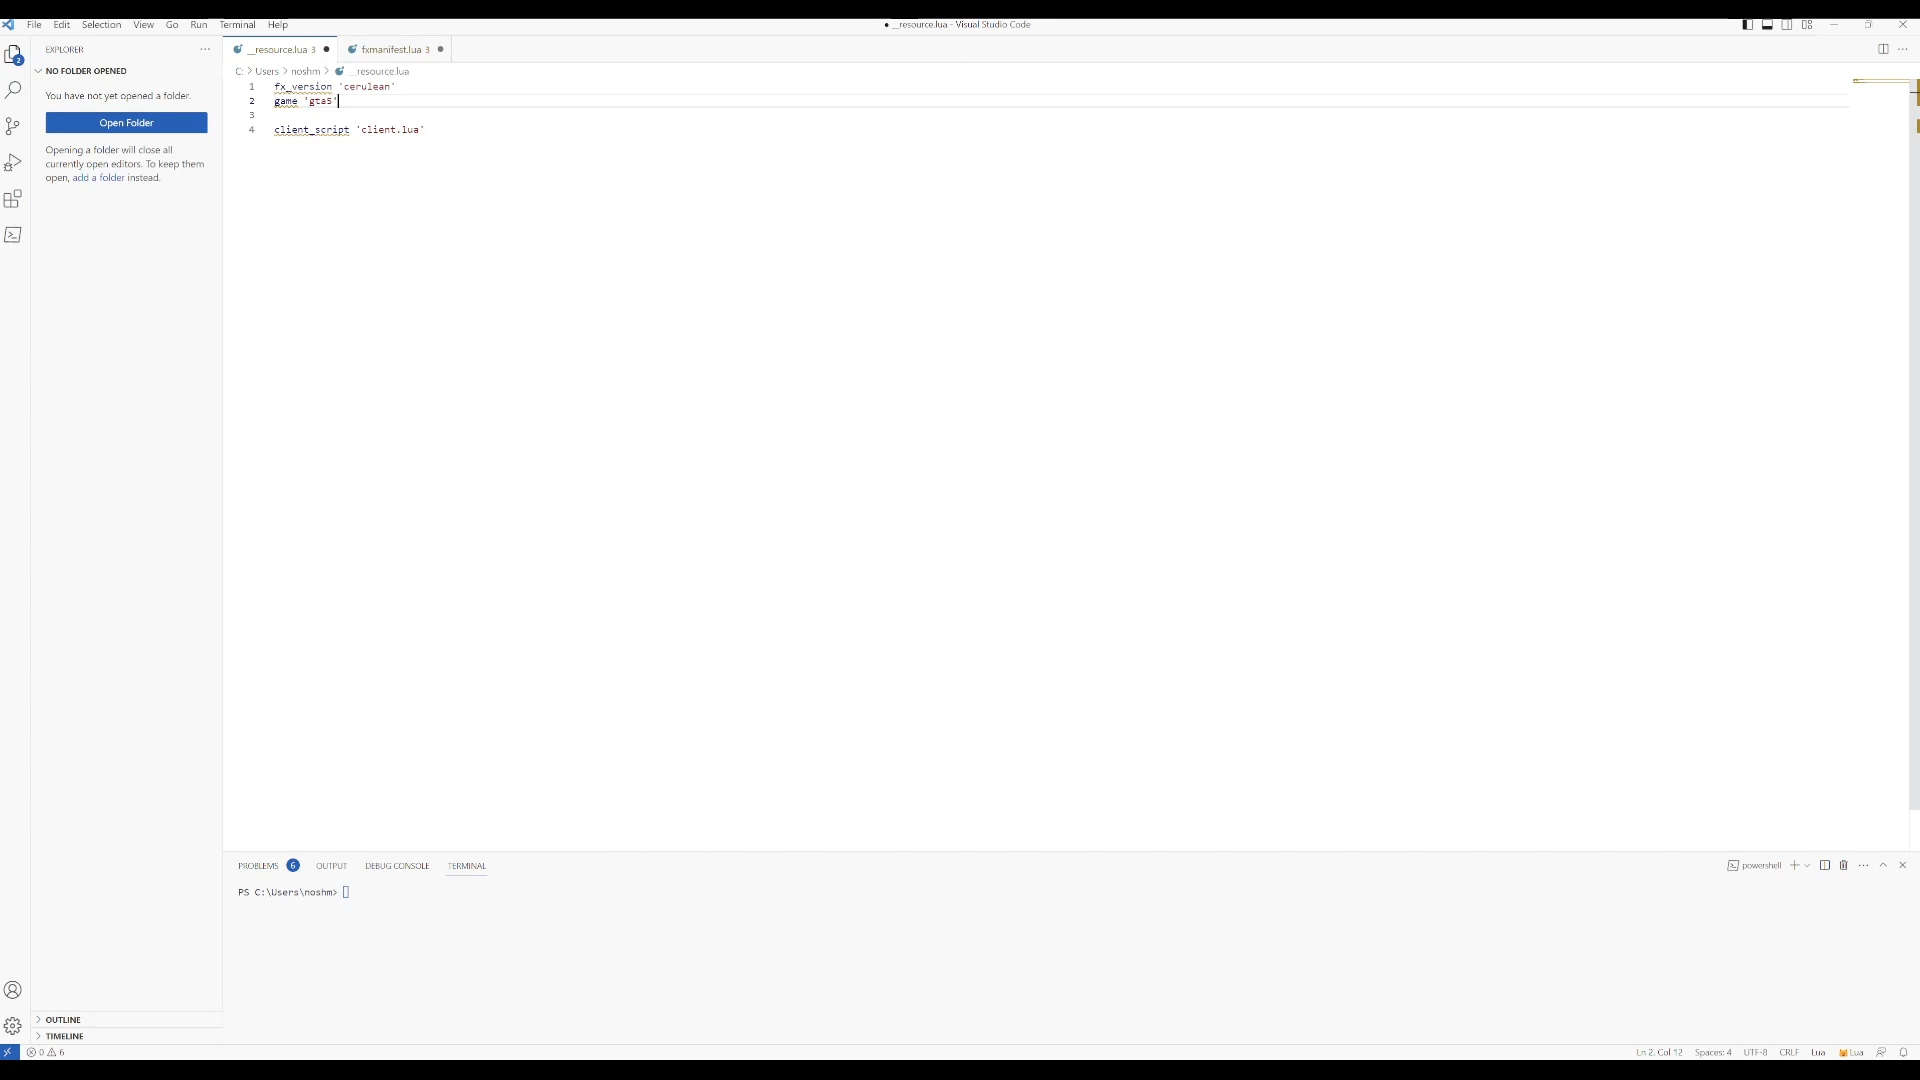 File Edit Selection View Go Run Terminal Help
● __resource.lua - Visual Studio Code
EXPLORER
__resource.lua 3
fxmanifest.lua 3
NO FOLDER OPENED
C: > Users > noshm > __resource.lua
You have not yet opened a folder.
Open Folder
Opening a folder will close all
currently open editors. To keep them
open, add a folder instead.
1 fx_version 'cerulean'
2 game 'gta5'
3
4 client_script 'client.lua'
2
PROBLEMS 6 OUTPUT DEBUG CONSOLE TERMINAL
powershell
PS C:\Users\noshm>
OUTLINE
TIMELINE
0 6
Ln 2, Col 12 Spaces: 4 UTF-8 CRLF Lua Lua